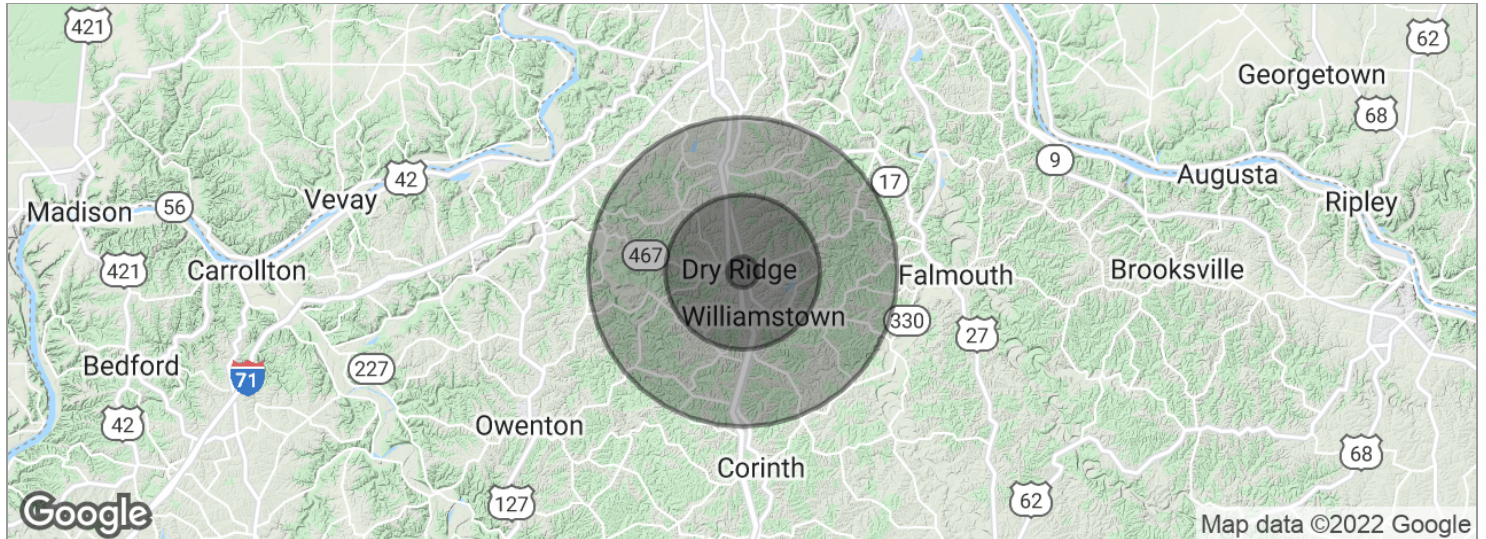 421
62
Georgetown
68
9
42
17
Augusta
Vevay
Ripley
Madison
56
467
421
Carrollton
Dry Ridge
Falmouth
Brooksville
Williamstown
330
27
Bedford
71
227
42
Owenton
68
Corinth
127
62
Google
Map data ©2022 Google